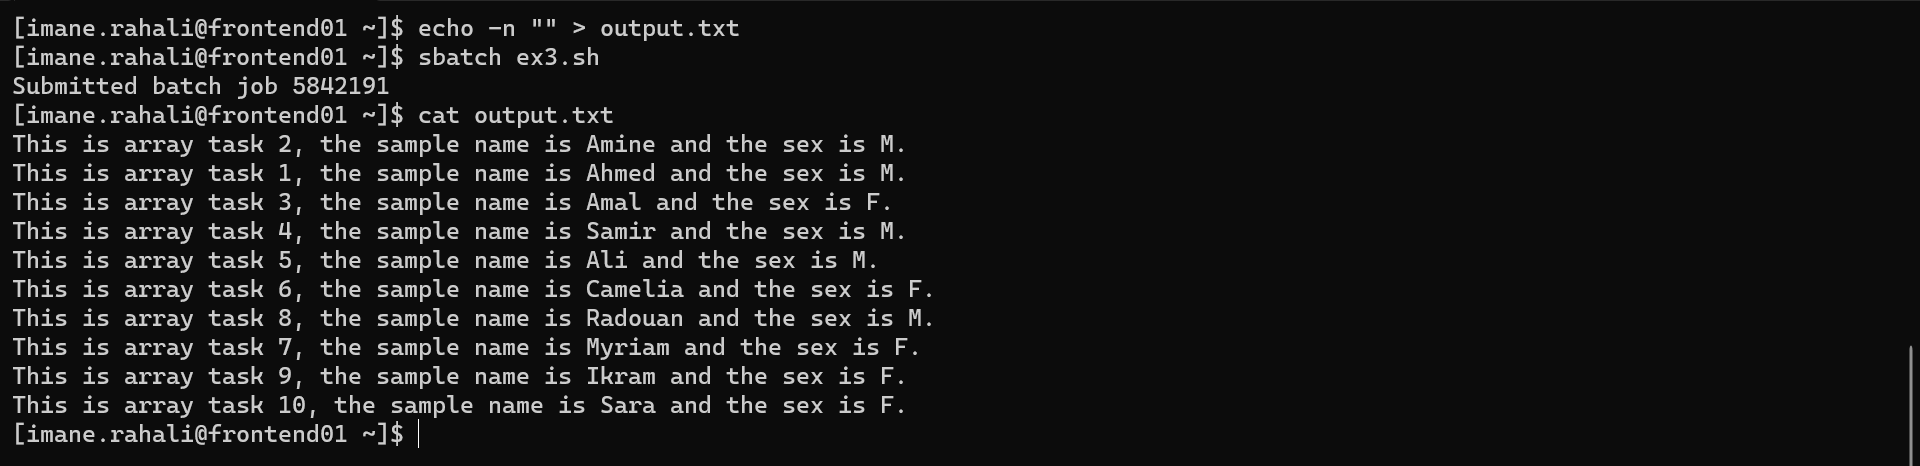 [imane.rahali@frontend01 ~]$ echo -n "" > output.txt
[imane.rahali@frontend01 ~]$ sbatch ex3.sh
Submitted batch job 5842191
[imane.rahali@frontend01 ~]$ cat output.txt
This is array task 2, the sample name is Amine and the sex is M.
This is array task 1, the sample name is Ahmed and the sex is M.
This is array task 3, the sample name is Amal and the sex is F.
This is array task 4, the sample name is Samir and the sex is M.
This is array task 5, the sample name is Ali and the sex is M.
This is array task 6, the sample name is Camelia and the sex is F.
This is array task 8, the sample name is Radouan and the sex is M.
This is array task 7, the sample name is Myriam and the sex is F.
This is array task 9, the sample name is Ikram and the sex is F.
This is array task 10, the sample name is Sara and the sex is F.
[imane.rahali@frontend01 ~]$